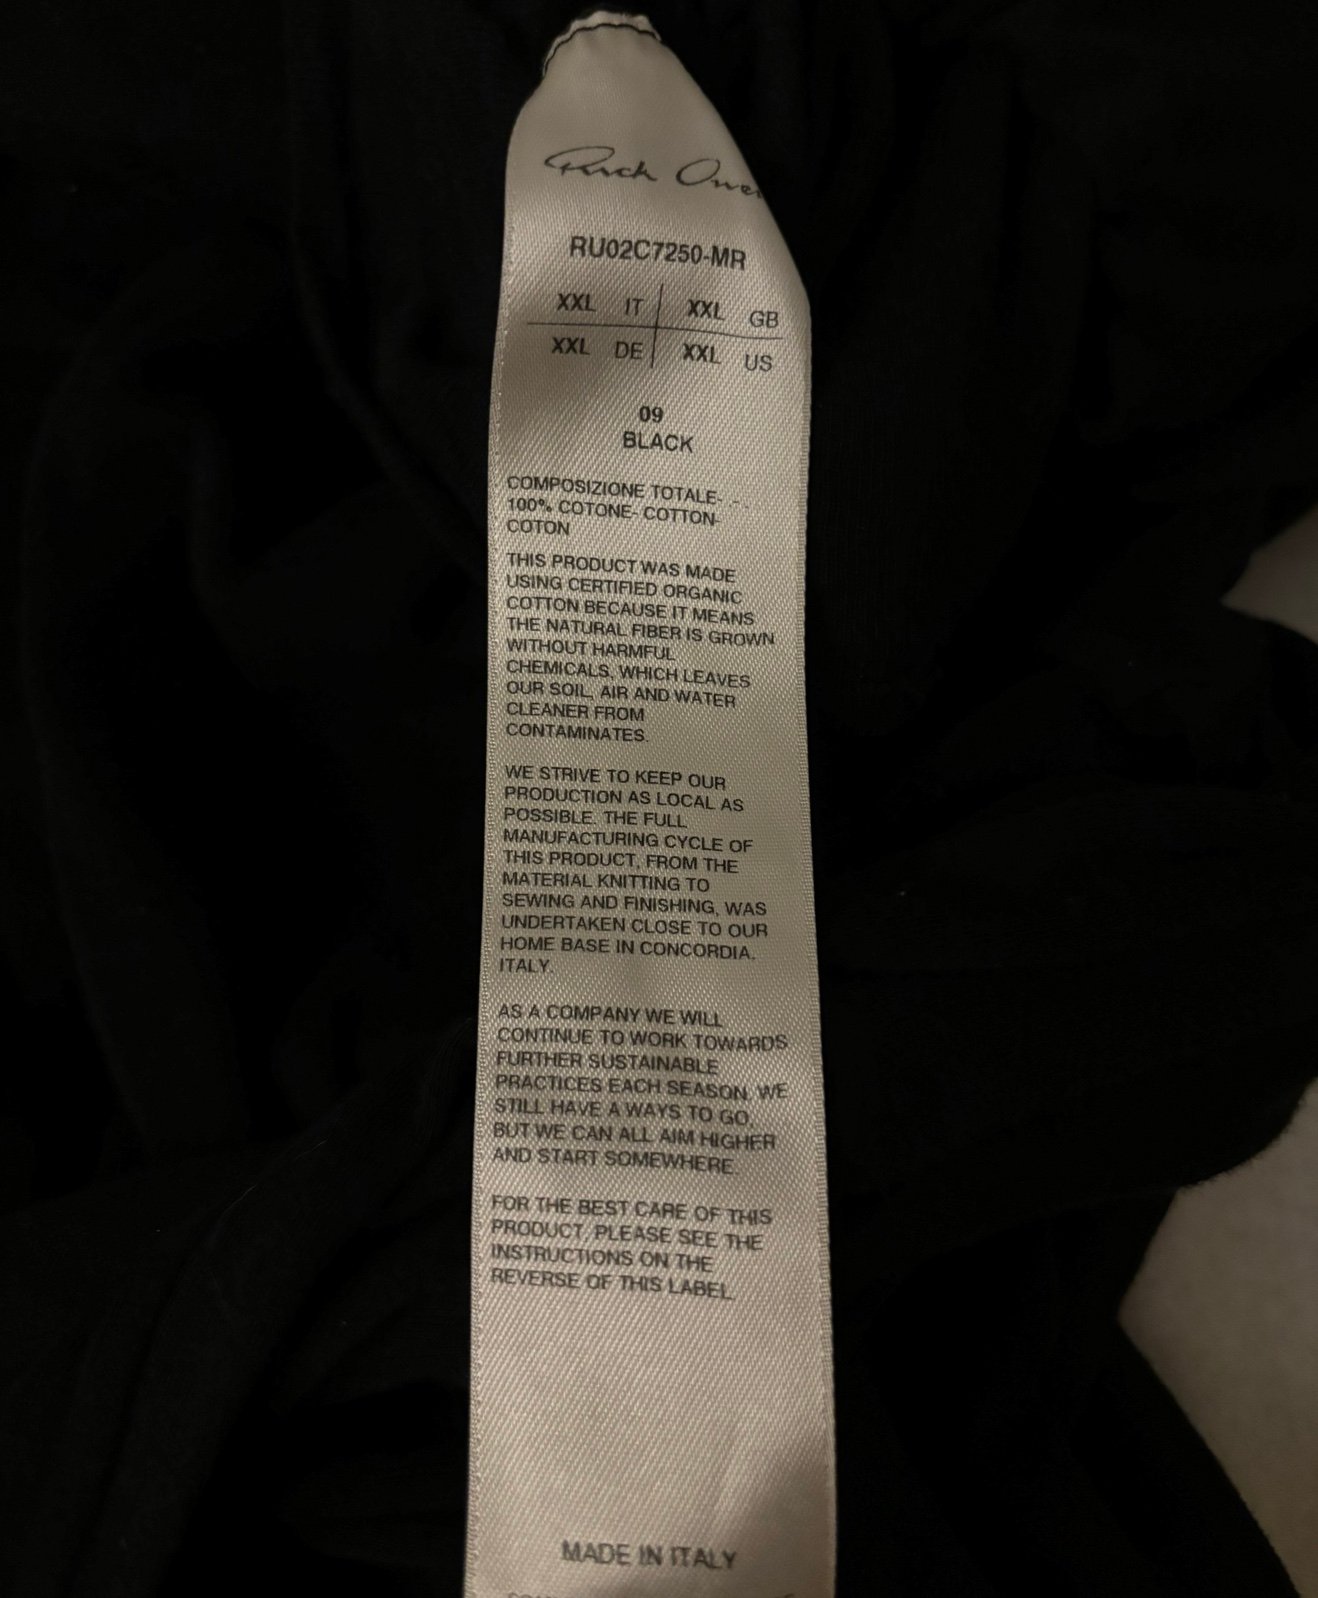 Rick Owen
RU02C7250-MR
XXL IT XXL GB
XXL DE XXL US
09
BLACK
COMPOSIZIONE TOTALE- -
100% COTONE- COTTON-
COTON
THIS PRODUCT WAS MADE
USING CERTIFIED ORGANIC
COTTON BECAUSE IT MEANS
THE NATURAL FIBER IS GROWN
WITHOUT HARMFUL
CHEMICALS, WHICH LEAVES
OUR SOIL, AIR AND WATER
CLEANER FROM
CONTAMINATES.
WE STRIVE TO KEEP OUR
PRODUCTION AS LOCAL AS
POSSIBLE. THE FULL
MANUFACTURING CYCLE OF
THIS PRODUCT, FROM THE
MATERIAL KNITTING TO
SEWING AND FINISHING, WAS
UNDERTAKEN CLOSE TO OUR
HOME BASE IN CONCORDIA,
ITALY.
AS A COMPANY WE WILL
CONTINUE TO WORK TOWARDS
FURTHER SUSTAINABLE
PRACTICES EACH SEASON. WE
STILL HAVE A WAYS TO GO,
BUT WE CAN ALL AIM HIGHER
AND START SOMEWHERE.
FOR THE BEST CARE OF THIS
PRODUCT, PLEASE SEE THE
INSTRUCTIONS ON THE
REVERSE OF THIS LABEL.
MADE IN ITALY